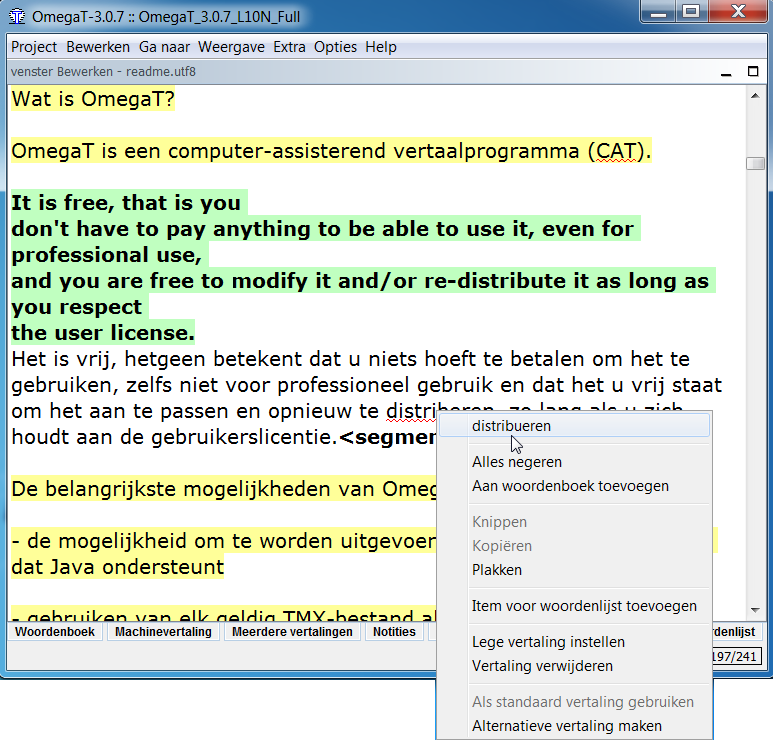 OmegaT-3.0.7 :: OmegaT_3.0.7_L10N_Full
Project Bewerken Ga naar Weergave Extra Opties Help
venster Bewerken - readme.utf8
Wat is OmegaT?
OmegaT is een computer-assisterend vertaalprogramma (CAT).
It is free, that is you
don't have to pay anything to be able to use it, even for
professional use,
and you are free to modify it and/or re-distribute it as long as
you respect
the user license.
Het is vrij, hetgeen betekent dat u niets hoeft te betalen om het te
gebruiken, zelfs niet voor professioneel gebruik en dat het u vrij staat
om het aan te passen en opnieuw te distriberen, zo lang als u zich
houdt aan de gebruikerslicentie.<segmen
De belangrijkste mogelijkheden van Omeg
- de mogelijkheid om te worden uitgevoer
dat Java ondersteunt
- gebruiken van elk geldig TMX-bestand al
distribueren
Alles negeren
Aan woordenboek toevoegen
Knippen
Kopiëren
Plakken
Item voor woordenlijst toevoegen
Lege vertaling instellen
Vertaling verwijderen
Als standaard vertaling gebruiken
Alternatieve vertaling maken
Woordenboek Machinevertaling Meerdere vertalingen Notities rdenlijst
197/241